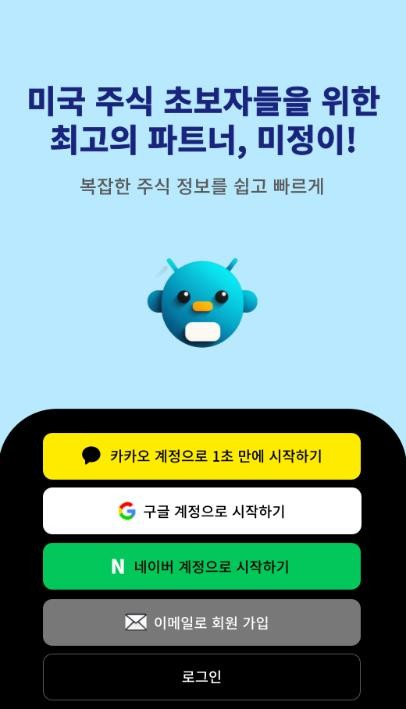 미국 주식 초보자들을 위한
최고의 파트너, 미정이!
복잡한 주식 정보를 쉽고 빠르게
카카오 계정으로 1초 만에 시작하기
G 구글 계정으로 시작하기
N 네이버 계정으로 시작하기
이메일로 회원 가입
로그인